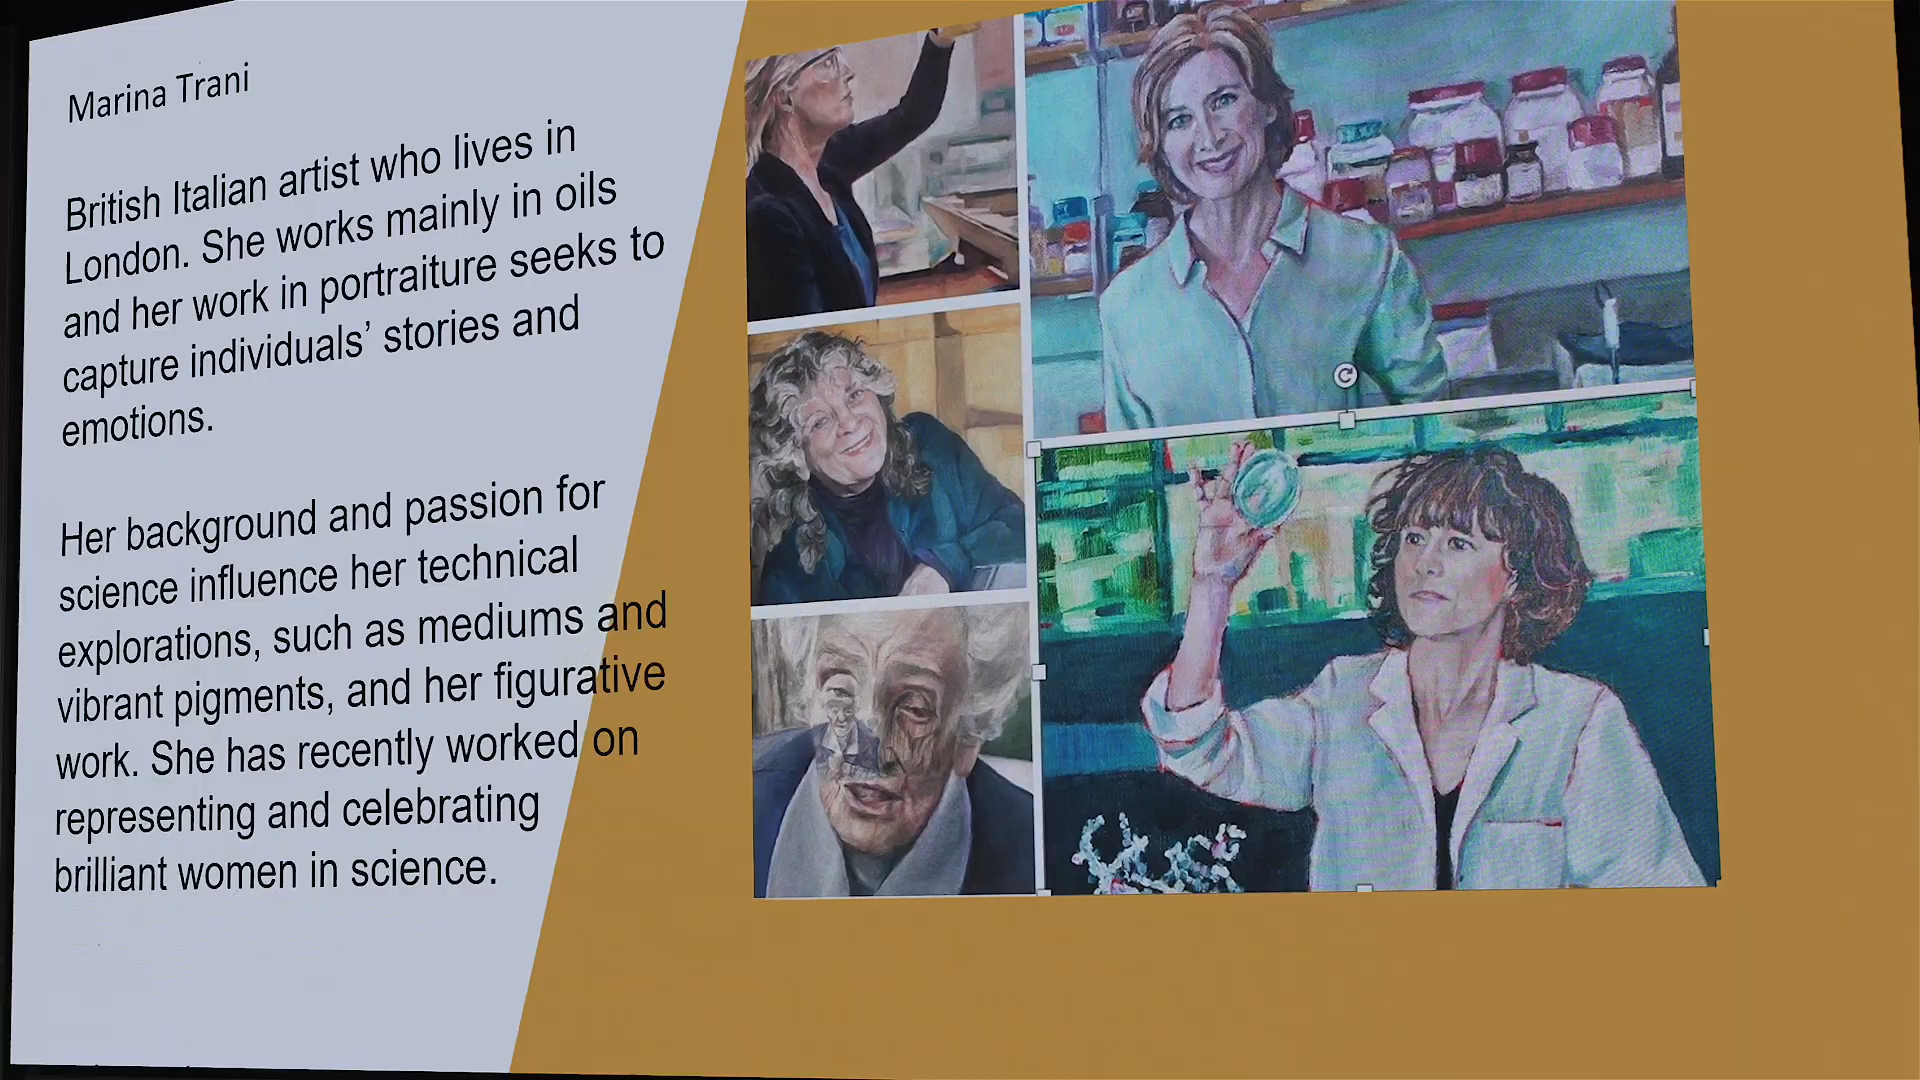 Marina Trani
British Italian artist who lives in
London. She works mainly in oils
and her work in portraiture seeks to
capture individuals’ stories and
emotions.
Her background and passion for
science influence her technical
explorations, such as mediums and
vibrant pigments, and her figurative
work. She has recently worked on
representing and celebrating
brilliant women in science.